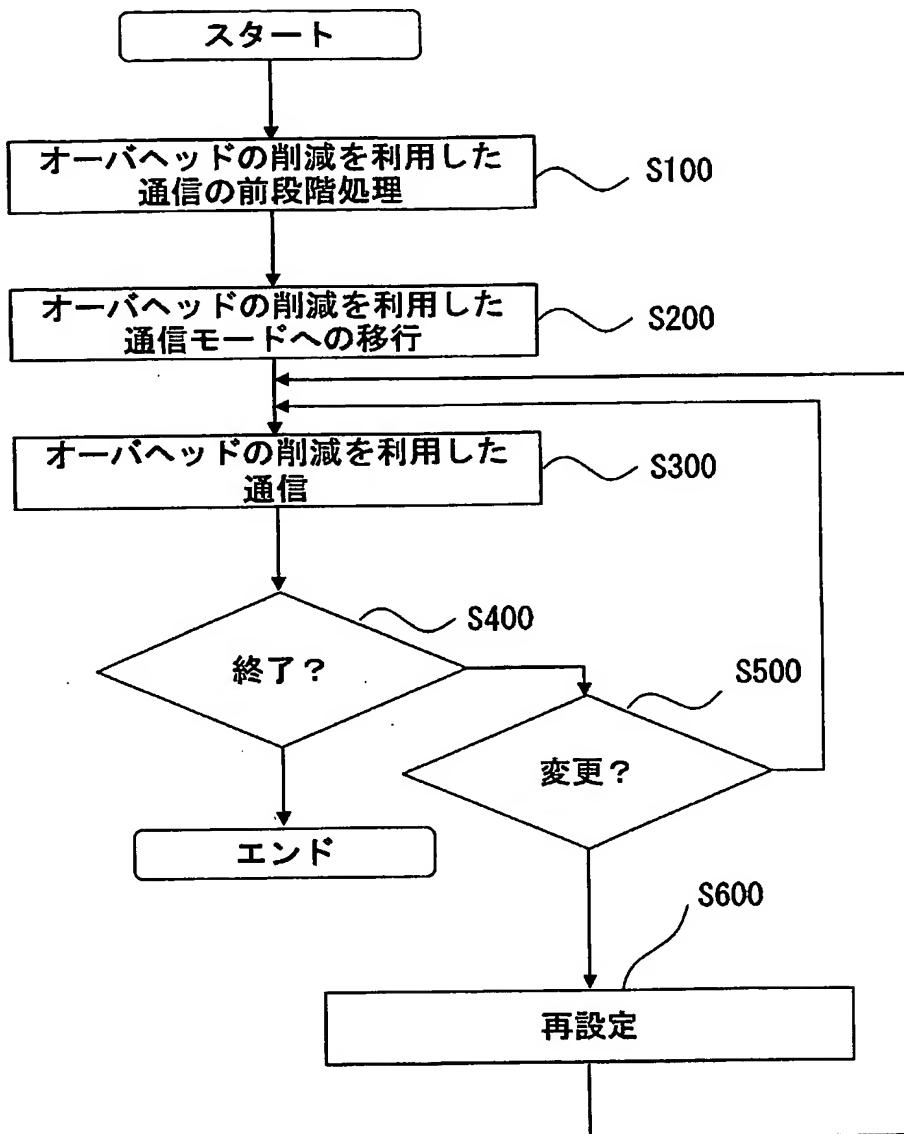 スタート
オーバヘッドの削減を利用した
通信の前段階処理
S100
オーバヘッドの削減を利用した
通信モードへの移行
S200
オーバヘッドの削減を利用した
通信
S300
終了？
S400
変更？
S500
エンド
再設定
S600